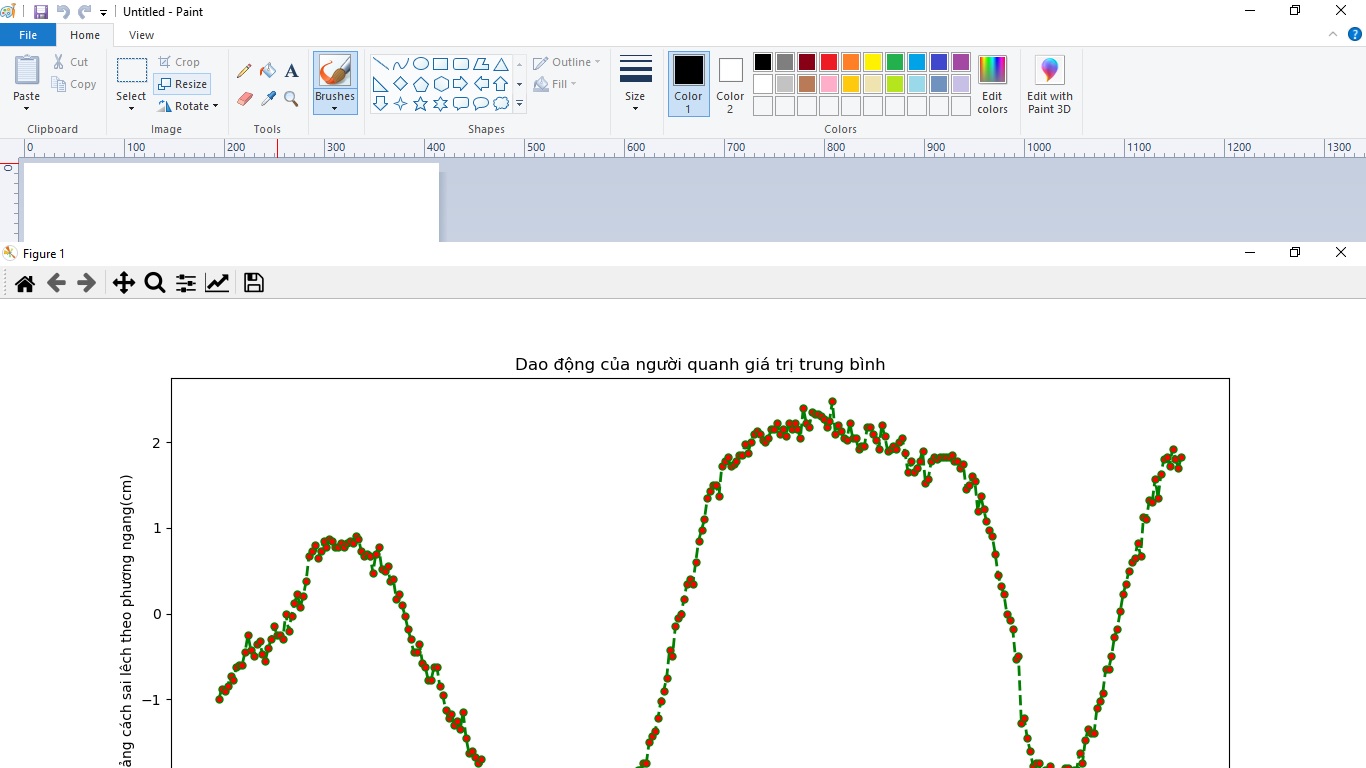 Untitled - Paint
File Home View
Paste Cut Copy Clipboard
Select Crop Resize Rotate Image
A
Tools
Brushes
Outline Fill Shapes
Size
Color 1 Color 2 Edit colors Colors
Edit with Paint 3D
0 100 200 300 400 500 600 700 800 900 1000 1100 1200 1300
0
Figure 1
Dao động của người quanh giá trị trung bình
2
1
0
−1
cách sai lệch theo phương ngang(cm)